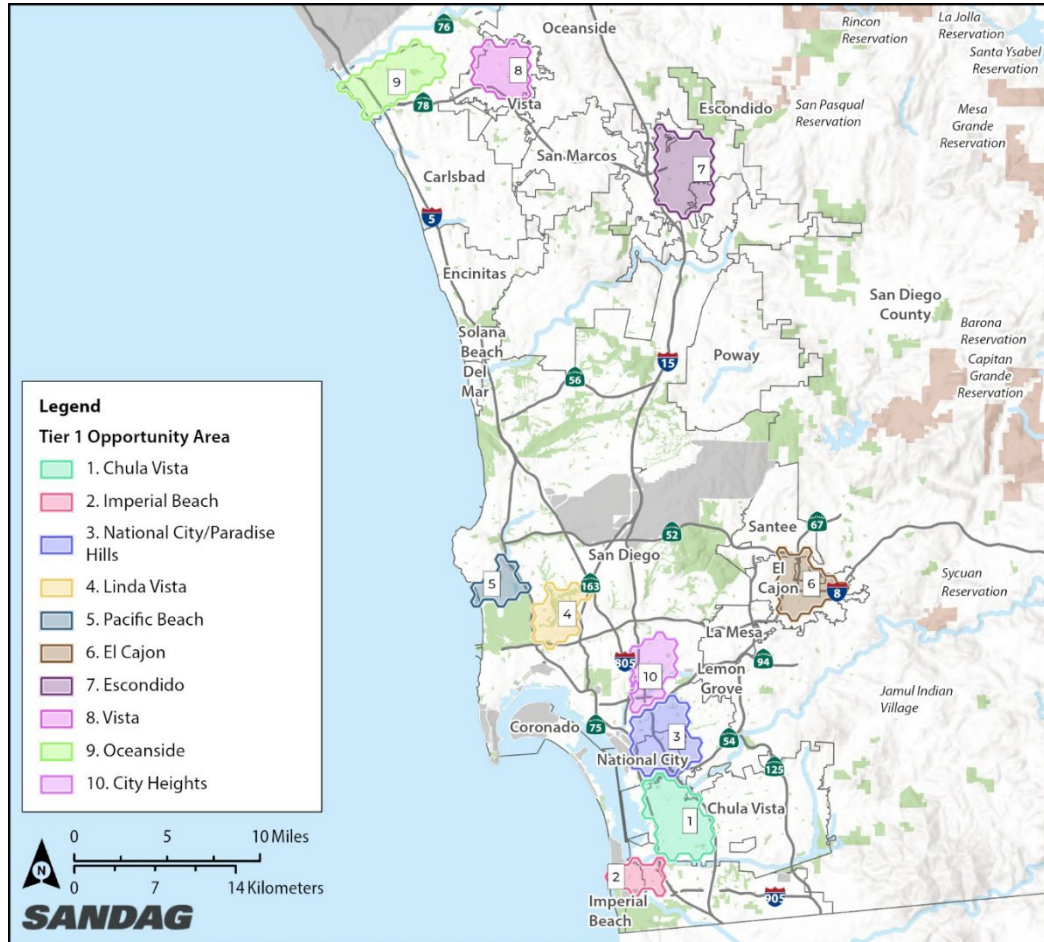 76
Oceanside
Rincon
Reservation
La Jolla
Reservation
Santa Ysabel
Reservation
9
8
78
Vista
Escondido
San Pasqual
Reservation
Mesa
Grande
Reservation
San Marcos
7
Carlsbad
5
Encinitas
San Diego
County
Solana
Beach
Del
Mar
Barona
Reservation
Capitan
Grande
Reservation
15
Poway
56
Legend
Tier 1 Opportunity Area
1. Chula Vista
2. Imperial Beach
3. National City/Paradise
Hills
4. Linda Vista
5. Pacific Beach
6. El Cajon
7. Escondido
8. Vista
9. Oceanside
10. City Heights
Santee
67
52
San Diego
5
163
4
El
Cajon
6
8
Sycuan
Reservation
La Mesa
805
94
10
Lemon
Grove
Jamul Indian
Village
Coronado
75
3
54
National City
125
Chula Vista
1
2
Imperial
Beach
905
0
5
10 Miles
0
7
14 Kilometers
N
SANDAG